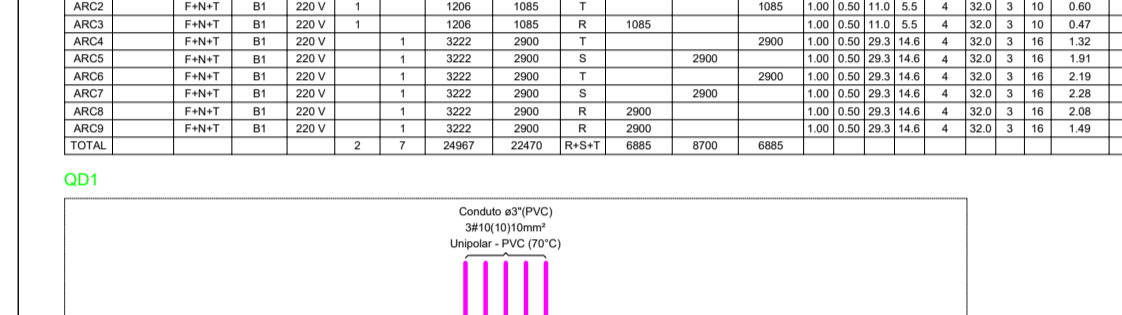 ARC2 F+N+T B1 220 V 1 1206 1085 T 1085 1.00 0.50 11.0 5.5 4 32.0 3 10 0.60
ARC3 F+N+T B1 220 V 1 1206 1085 R 1085 1.00 0.50 11.0 5.5 4 32.0 3 10 0.47
ARC4 F+N+T B1 220 V 1 3222 2900 T 2900 1.00 0.50 29.3 14.6 4 32.0 3 16 1.32
ARC5 F+N+T B1 220 V 1 3222 2900 S 2900 1.00 0.50 29.3 14.6 4 32.0 3 16 1.91
ARC6 F+N+T B1 220 V 1 3222 2900 T 2900 1.00 0.50 29.3 14.6 4 32.0 3 16 2.19
ARC7 F+N+T B1 220 V 1 3222 2900 S 2900 1.00 0.50 29.3 14.6 4 32.0 3 16 2.28
ARC8 F+N+T B1 220 V 1 3222 2900 R 2900 1.00 0.50 29.3 14.6 4 32.0 3 16 2.08
ARC9 F+N+T B1 220 V 1 3222 2900 R 2900 1.00 0.50 29.3 14.6 4 32.0 3 16 1.49
TOTAL 2 7 24967 22470 R+S+T 6885 8700 6885
QD1
Conduto ø3"(PVC)
3#10(10)10mm²
Unipolar - PVC (70°C)